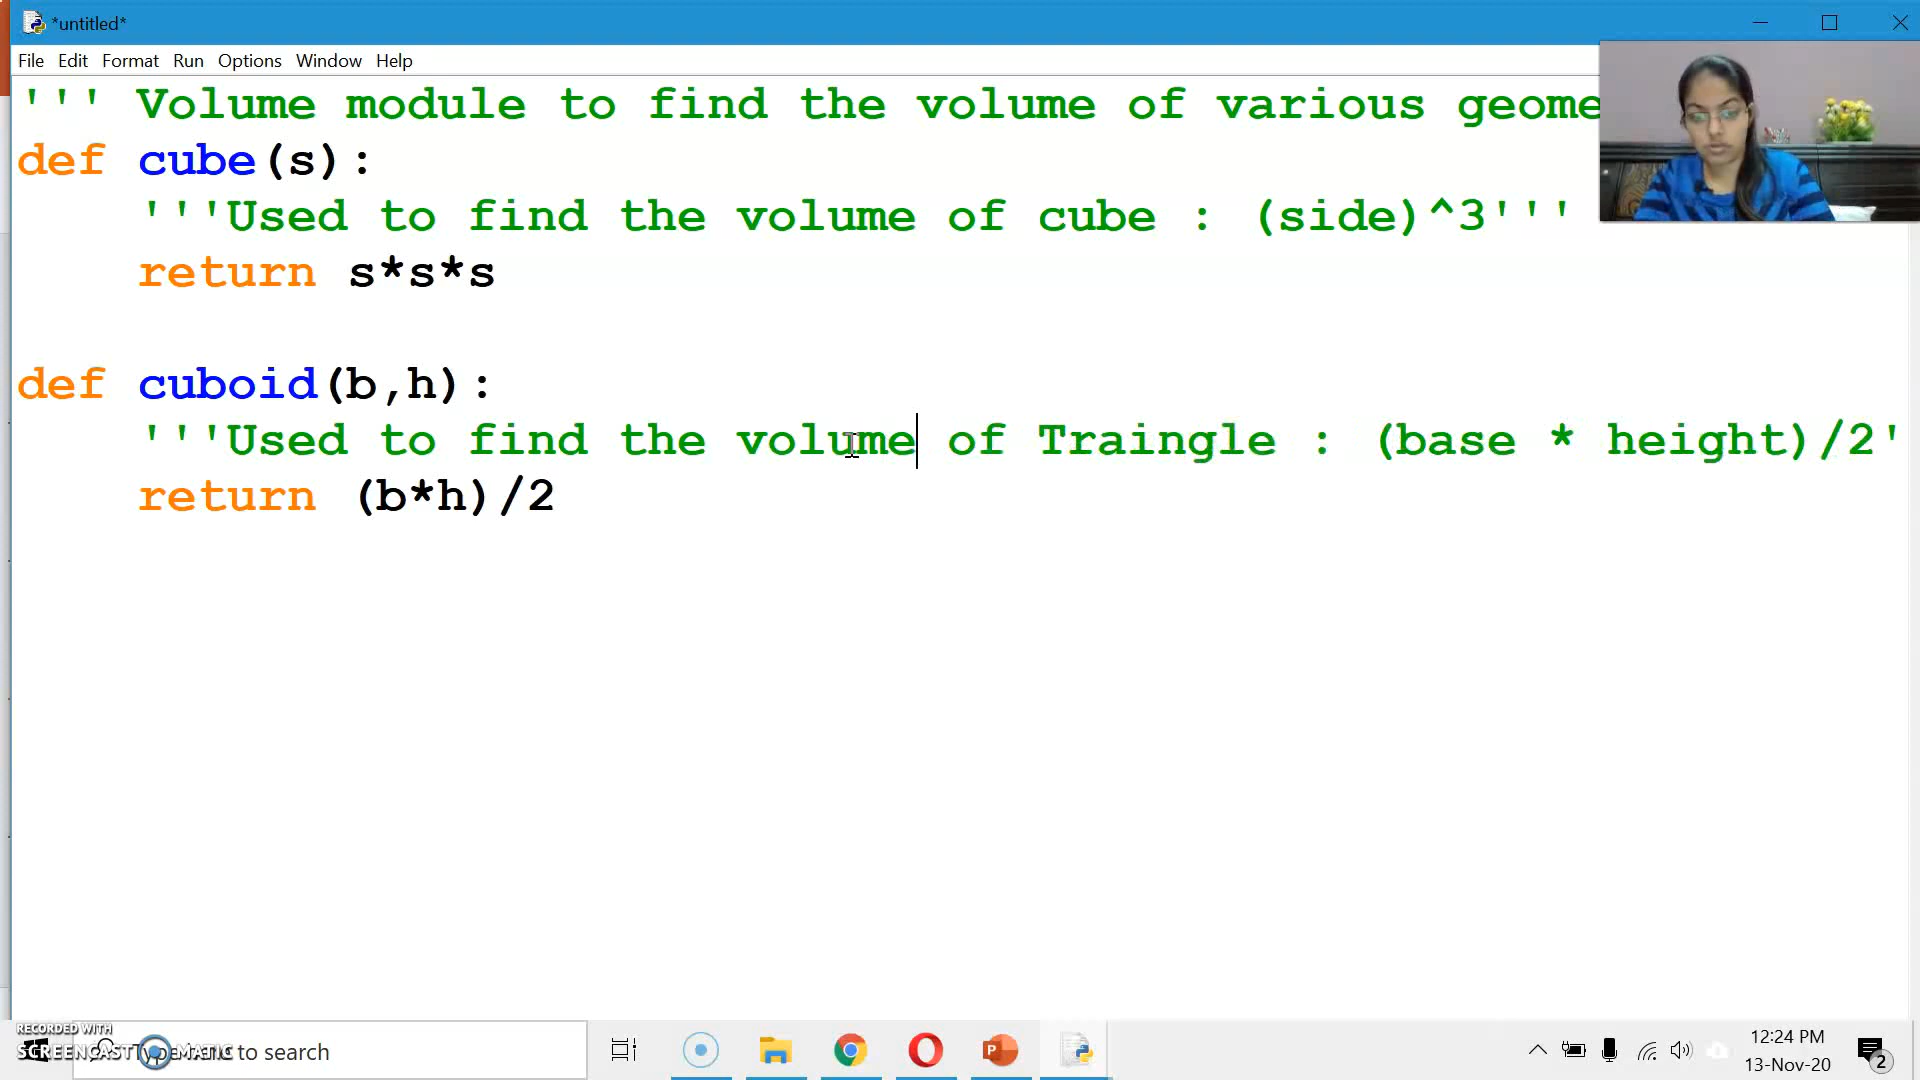 *untitled*
File Edit Format Run Options Window Help
''' Volume module to find the volume of various geome
def cube(s):
'''Used to find the volume of cube : (side)^3'''
return s*s*s
def cuboid(b,h):
'''Used to find the volume of Traingle : (base * height)/2'
return (b*h)/2
RECORDED WITH
SCREENCAST MATIC
to search
12:24 PM
13-Nov-20
2